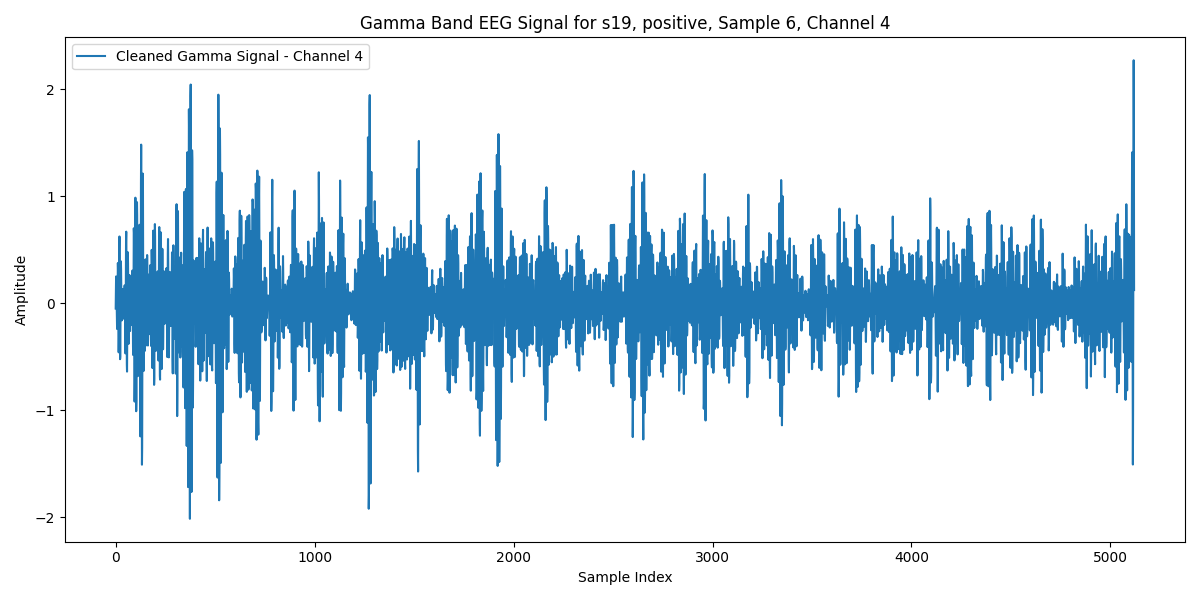 Gamma Band EEG Signal for s19, positive, Sample 6, Channel 4
Cleaned Gamma Signal - Channel 4
Amplitude
2
1
0
−1
−2
0 1000 2000 3000 4000 5000
Sample Index